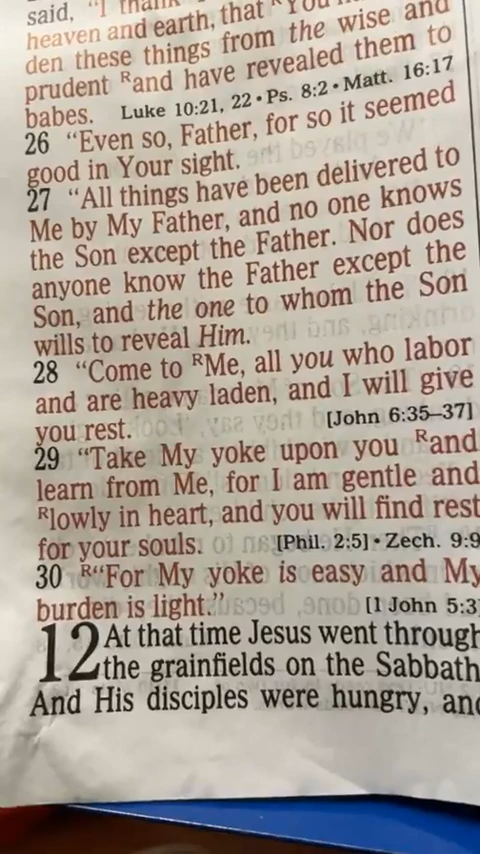 said, "I thank
heaven and earth, that ᴿYou
den these things from the wise and
prudent ᴿand have revealed them to
babes. Luke 10:21, 22 • Ps. 8:2 • Matt. 16:17
26 "Even so, Father, for so it seemed
good in Your sight.
27 "All things have been delivered to
Me by My Father, and no one knows
the Son except the Father. Nor does
anyone know the Father except the
Son, and the one to whom the Son
wills to reveal Him.
28 "Come to ᴿMe, all you who labor
and are heavy laden, and I will give
you rest. [John 6:35–37]
29 "Take My yoke upon you ᴿand
learn from Me, for I am gentle and
ᴿlowly in heart, and you will find rest
for your souls. [Phil. 2:5] • Zech. 9:9
30 ᴿ"For My yoke is easy and My
burden is light." [1 John 5:3
12 At that time Jesus went through
the grainfields on the Sabbath
And His disciples were hungry, and